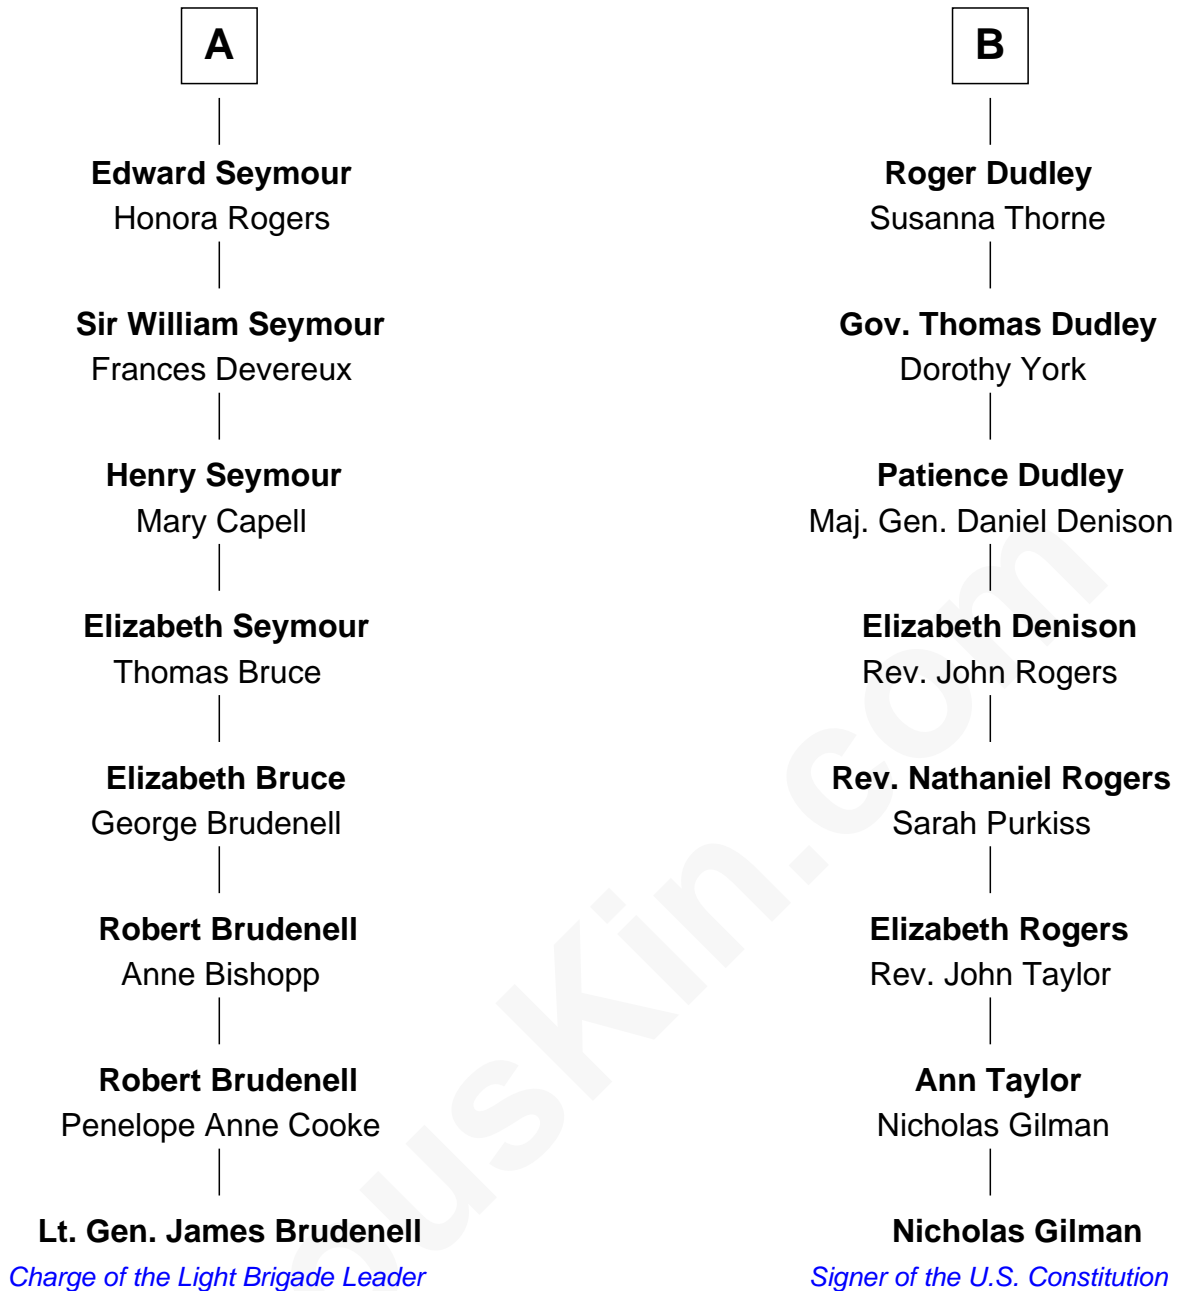 A
Edward Seymour
Honora Rogers
Sir William Seymour
Frances Devereux
Henry Seymour
Mary Capell
Elizabeth Seymour
Thomas Bruce
Elizabeth Bruce
George Brudenell
Robert Brudenell
Anne Bishopp
Robert Brudenell
Penelope Anne Cooke
Lt. Gen. James Brudenell
Charge of the Light Brigade Leader
B
Roger Dudley
Susanna Thorne
Gov. Thomas Dudley
Dorothy York
Patience Dudley
Maj. Gen. Daniel Denison
Elizabeth Denison
Rev. John Rogers
Rev. Nathaniel Rogers
Sarah Purkiss
Elizabeth Rogers
Rev. John Taylor
Ann Taylor
Nicholas Gilman
Nicholas Gilman
Signer of the U.S. Constitution
ousKin.com